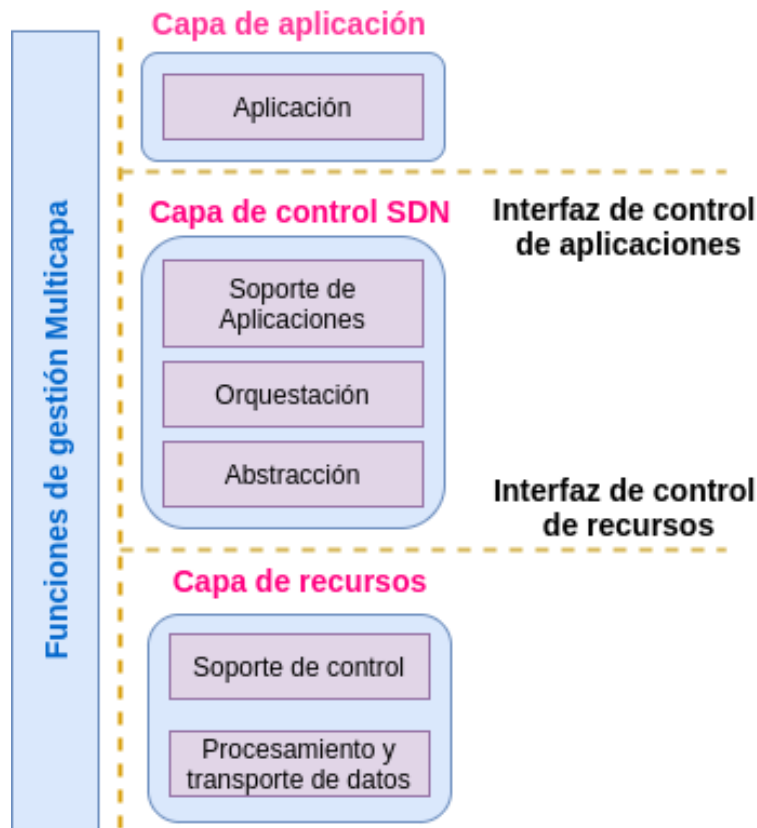 Capa de aplicación
Aplicación
Capa de control SDN
Interfaz de control
de aplicaciones
Soporte de
Aplicaciones
Orquestación
Abstracción
Interfaz de control
de recursos
Capa de recursos
Soporte de control
Procesamiento y
transporte de datos
Funciones de gestión Multicapa